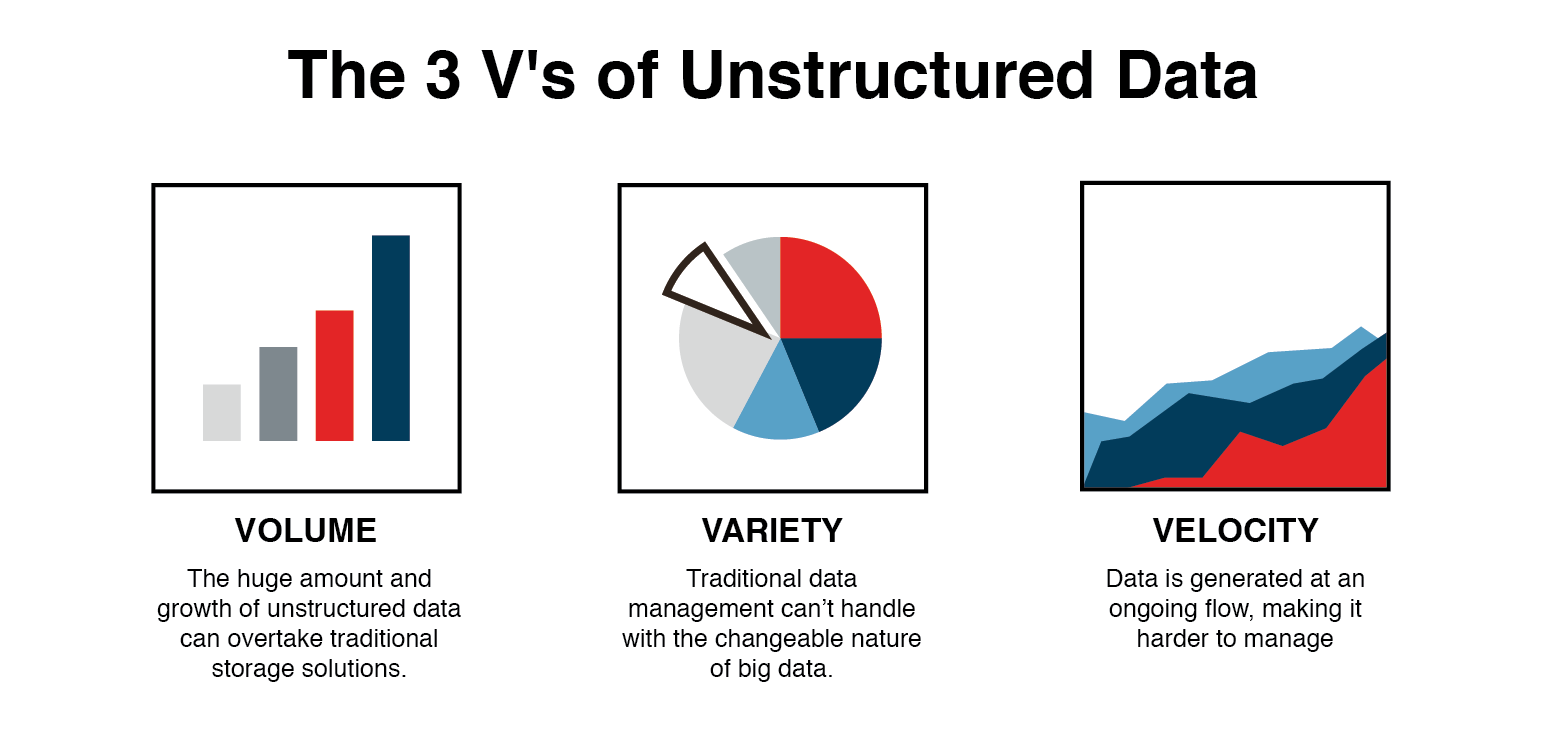 The 3 V's of Unstructured Data
VOLUME
The huge amount and
growth of unstructured data
can overtake traditional
storage solutions.
VARIETY
Traditional data
management can’t handle
with the changeable nature
of big data.
VELOCITY
Data is generated at an
ongoing flow, making it
harder to manage